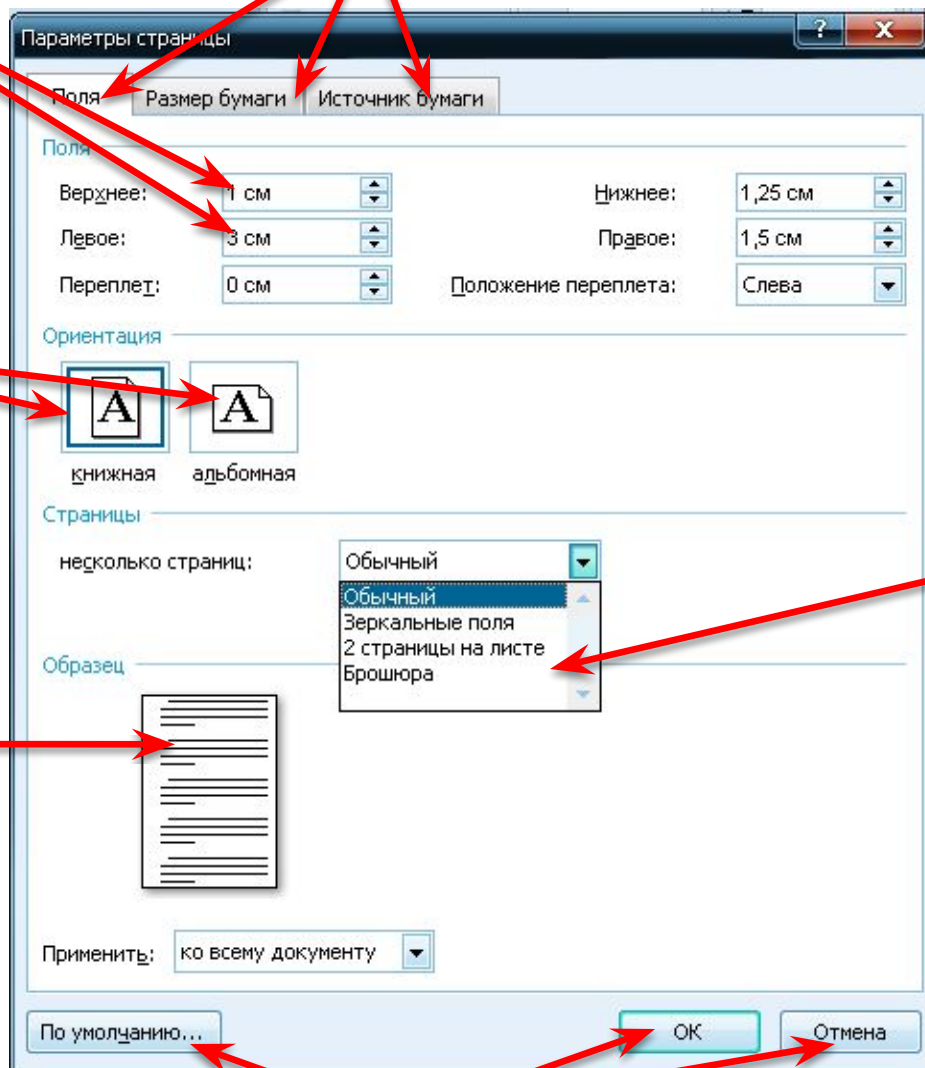 Параметры страницы
Поля Размер бумаги Источник бумаги
Поля
Верхнее: 1 см Нижнее: 1,25 см
Левое: 3 см Правое: 1,5 см
Переплет: 0 см Положение переплета: Слева
Ориентация
A A
книжная альбомная
Страницы
несколько страниц: Обычный
Обычный
Зеркальные поля
2 страницы на листе
Брошюра
Образец
Применить: ко всему документу
По умолчанию... ОК Отмена